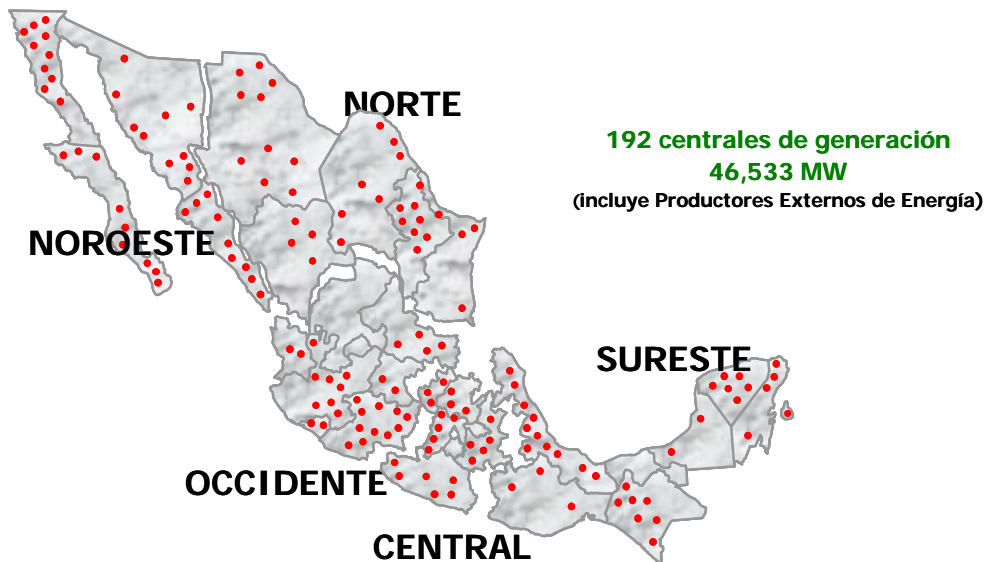 NORTE
192 centrales de generación
46,533 MW
(incluye Productores Externos de Energía)
NOROESTE
SURESTE
OCCIDENTE
CENTRAL